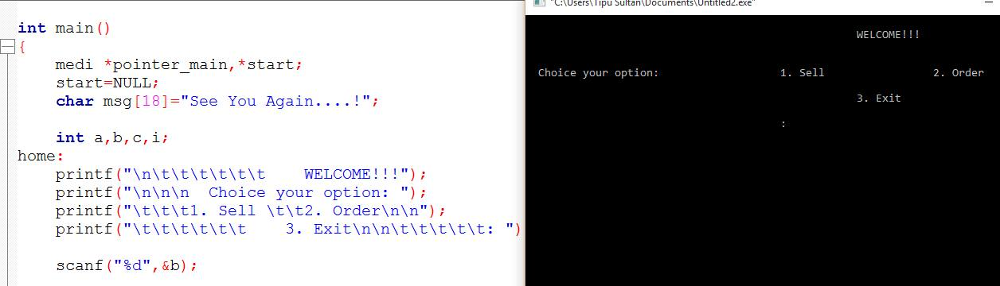 int main()
{
medi *pointer_main,*start;
start=NULL;
char msg[18]="See You Again....!";
int a,b,c,i;
home:
printf("\n\t\t\t\t\t\t    WELCOME!!!");
printf("\n\n\n  Choice your option: ");
printf("\t\t\t1. Sell \t\t2. Order\n\n");
printf("\t\t\t\t\t\t    3. Exit\n\n\t\t\t\t\t: ")
scanf("%d",&b);
"C:\Users\Tipu Sultan\Documents\Untitled2.exe"
WELCOME!!!
Choice your option: 1. Sell 2. Order
3. Exit
: